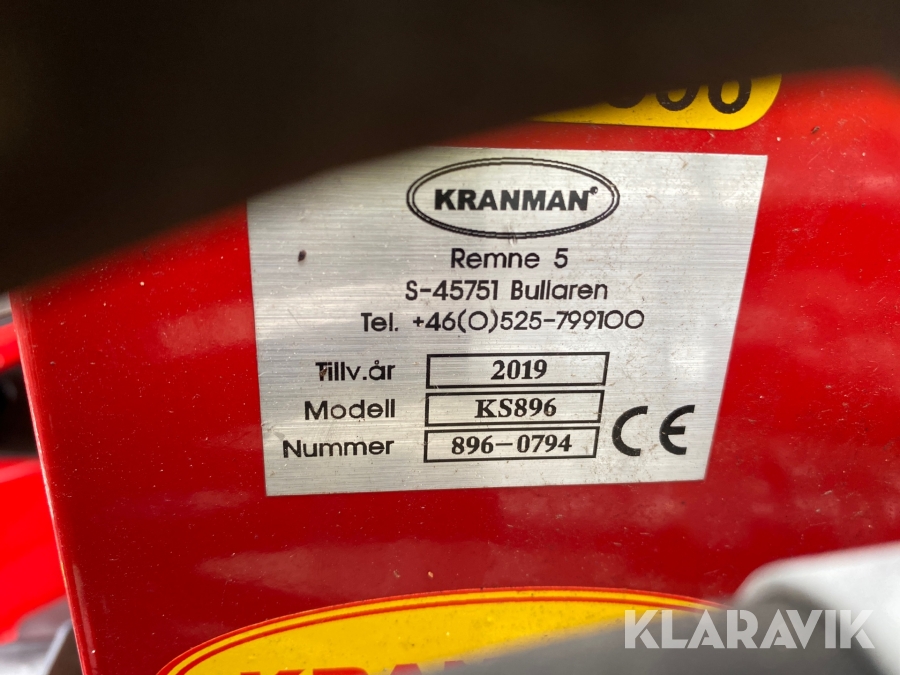 KRANMAN®
Remne 5
S-45751 Bullaren
Tel. +46(0)525-799100
Tillv.år 2019
Modell KS896
Nummer 896-0794
CE
KLARAVIK